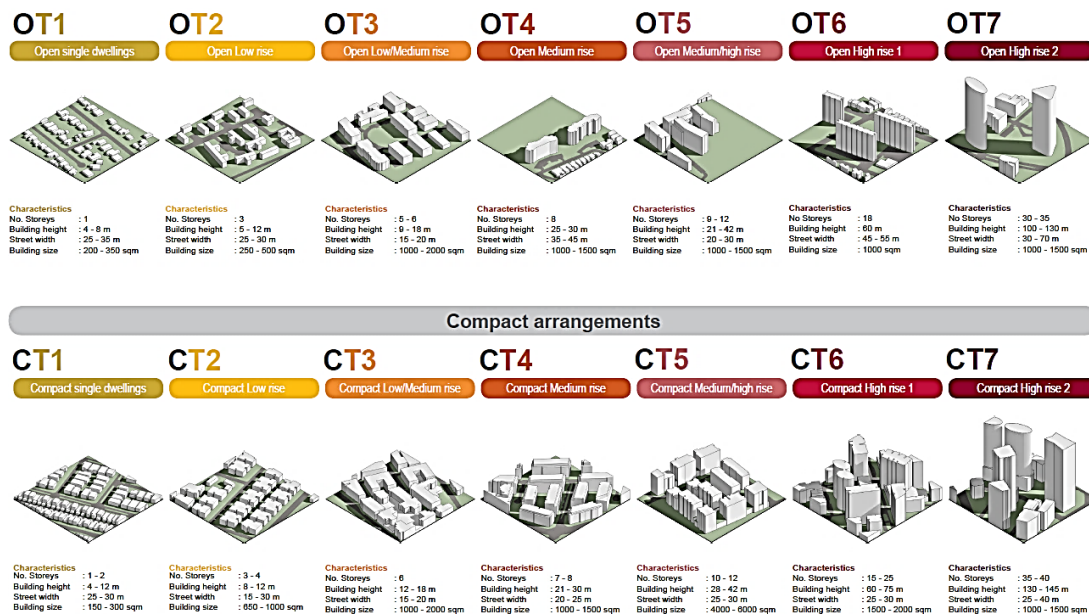 OT1 OT2 OT3 OT4 OT5 OT6 OT7
Open single dwellings Open Low rise Open Low/Medium rise Open Medium rise Open Medium/high rise Open High rise 1 Open High rise 2
Characteristics
No. Storeys : 1
Building height : 4 - 8 m
Street width : 25 - 35 m
Building size : 200 - 350 sqm
Characteristics
No. Storeys : 3
Building height : 5 - 12 m
Street width : 25 - 30 m
Building size : 250 - 500 sqm
Characteristics
No. Storeys : 5 - 6
Building height : 9 - 18 m
Street width : 15 - 20 m
Building size : 1000 - 2000 sqm
Characteristics
No. Storeys : 8
Building height : 25 - 30 m
Street width : 35 - 45 m
Building size : 1000 - 1500 sqm
Characteristics
No. Storeys : 9 - 12
Building height : 21 - 42 m
Street width : 20 - 30 m
Building size : 1000 - 1500 sqm
Characteristics
No. Storeys : 18
Building height : 60 m
Street width : 45 - 55 m
Building size : 1000 sqm
Characteristics
No Storeys : 30 - 35
Building height : 100 - 130 m
Street width : 30 - 70 m
Building size : 1000 - 1500 sqm
Compact arrangements
CT1 CT2 CT3 CT4 CT5 CT6 CT7
Compact single dwellings Compact Low rise Compact Low/Medium rise Compact Medium rise Compact Medium/high rise Compact High rise 1 Compact High rise 2
Characteristics
No. Storeys : 1 - 2
Building height : 4 - 12 m
Street width : 25 - 30 m
Building size : 150 - 300 sqm
Characteristics
No. Storeys : 3 - 4
Building height : 8 - 12 m
Street width : 15 - 30 m
Building size : 650 - 1000 sqm
Characteristics
No. Storeys : 6
Building height : 12 - 18 m
Street width : 15 - 20 m
Building size : 1000 - 2000 sqm
Characteristics
No. Storeys : 7 - 8
Building height : 21 - 30 m
Street width : 20 - 25 m
Building size : 1000 - 1500 sqm
Characteristics
No. Storeys : 10 - 12
Building height : 28 - 42 m
Street width : 25 - 30 m
Building size : 4000 - 6000 sqm
Characteristics
No. Storeys : 15 - 25
Building height : 60 - 75 m
Street width : 25 - 30 m
Building size : 1500 - 2000 sqm
Characteristics
No. Storeys : 35 - 40
Building height : 130 - 145 m
Street width : 25 - 40 m
Building size : 1000 - 1500 sqm